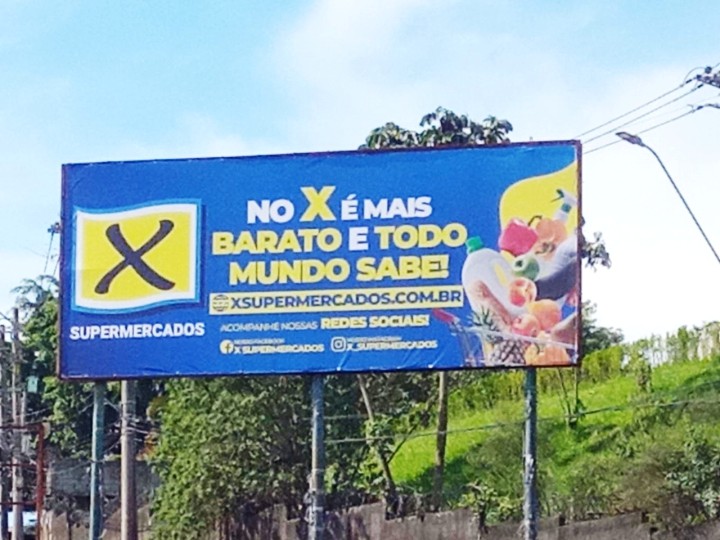 X
SUPERMERCADOS
NO X É MAIS
BARATO E TODO
MUNDO SABE!
XSUPERMERCADOS.COM.BR
ACOMPANHE NOSSAS REDES SOCIAIS!
X SUPERMERCADOS
X_SUPERMERCADOS